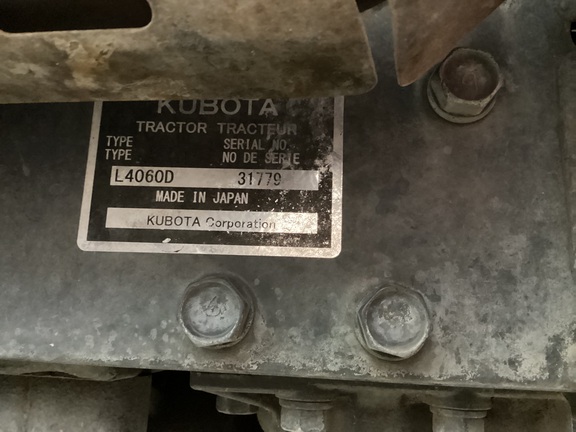 KUBOTA
TRACTOR TRACTEUR
TYPE SERIAL NO.
TYPE NO DE SERIE
L4060D 31779
MADE IN JAPAN
KUBOTA Corporation